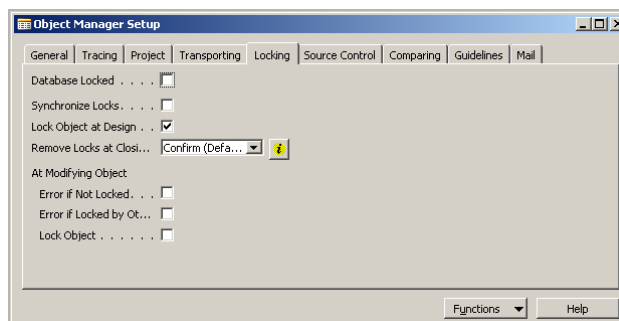 Object Manager Setup
General Tracing Project Transporting Locking Source Control Comparing Guidelines Mail
Database Locked . . . .
Synchronize Locks. . . .
Lock Object at Design . .
Remove Locks at Closi... Confirm (Defa...
At Modifying Object
Error if Not Locked. . .
Error if Locked by Ot...
Lock Object . . . . . .
Functions Help